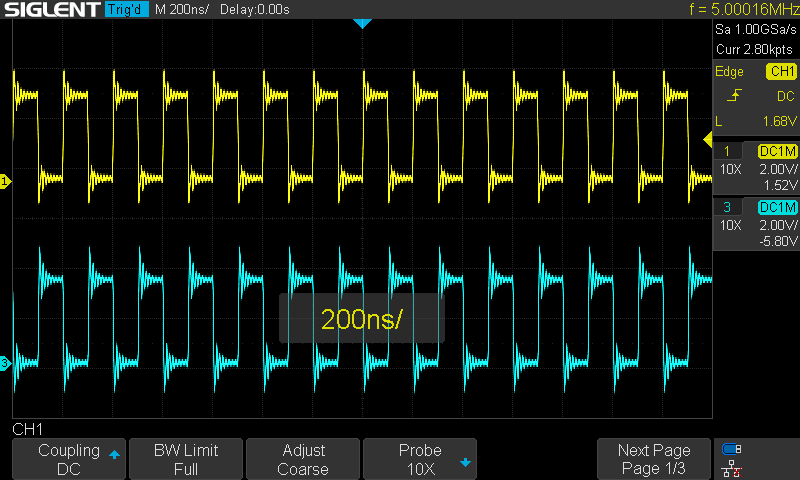 SIGLENT Trig'd M 200ns/ Delay:0.00s f = 5.00016MHz
Sa 1.00GSa/s
Curr 2.80kpts
Edge CH1
DC
L 1.68V
1 DC1M
10X 2.00V/
1.52V
3 DC1M
10X 2.00V/
-5.80V
1
3
200ns/
CH1
Coupling
DC
BW Limit
Full
Adjust
Coarse
Probe
10X
Next Page
Page 1/3